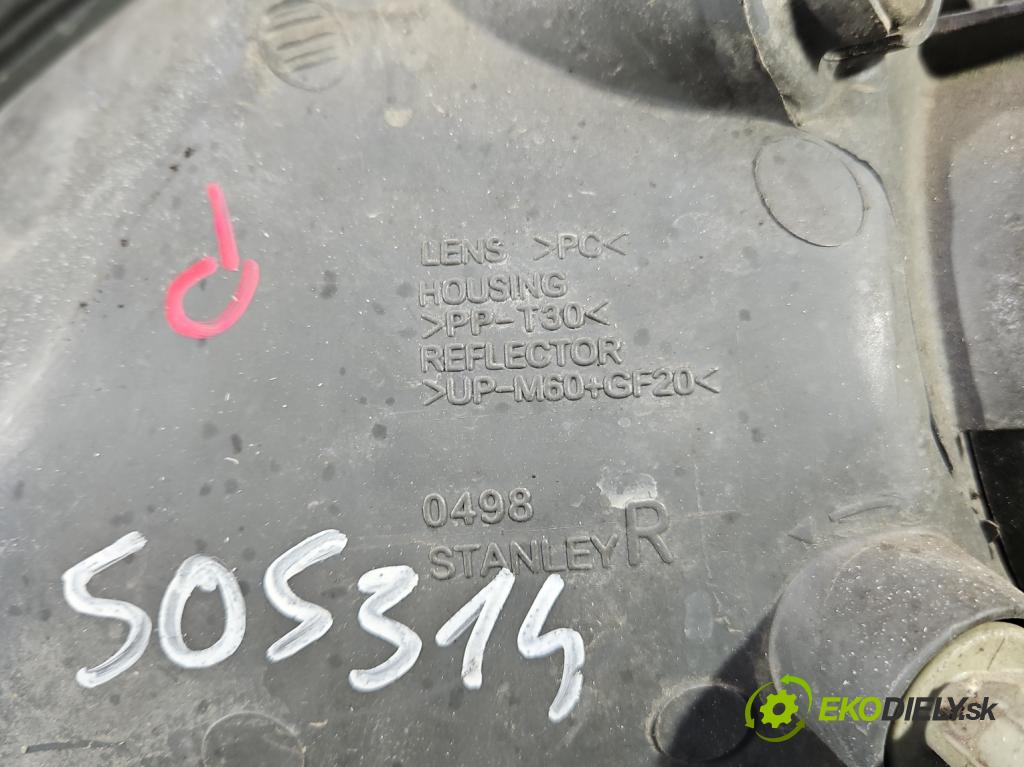 LENS >PC<
HOUSING
>PP-T30<
REFLECTOR
>UP-M60+GF20<
0498
STANLEY R
505314
EKODIELY.sk